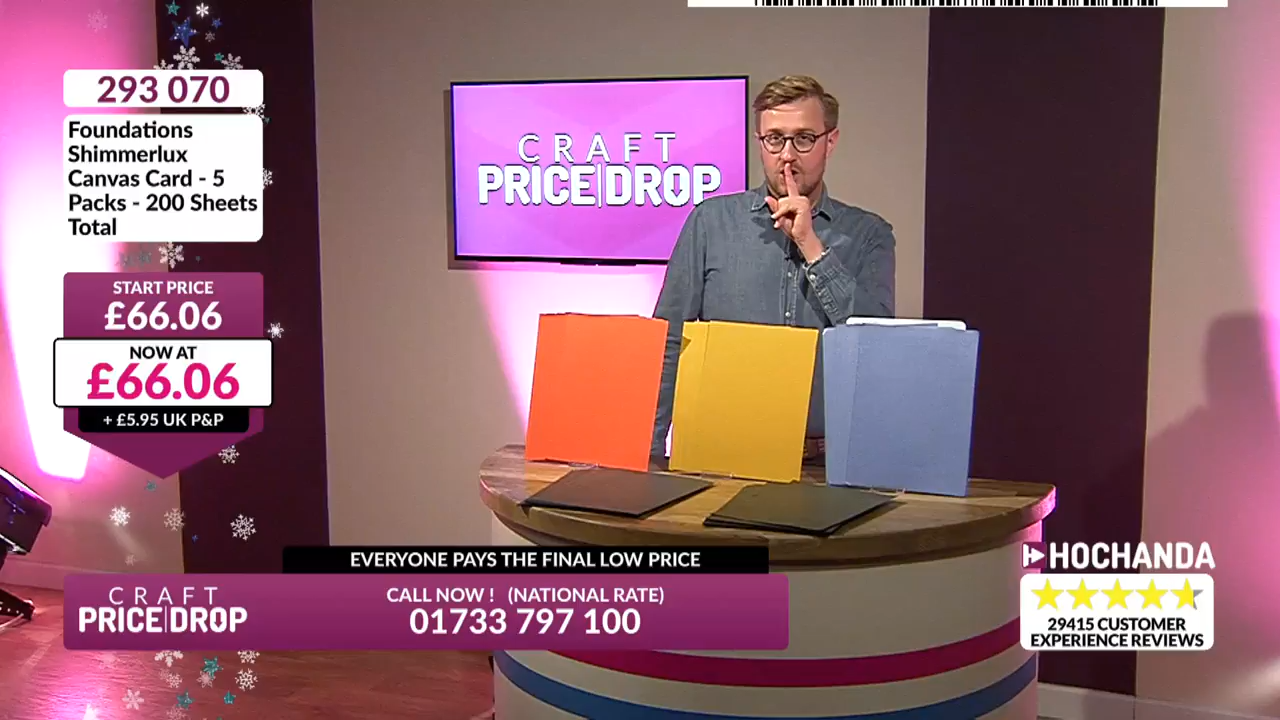 293 070
Foundations
Shimmerlux
Canvas Card - 5
Packs - 200 Sheets
Total
START PRICE
£66.06
NOW AT
£66.06
+ £5.95 UK P&P
CRAFT
PRICE|DROP
EVERYONE PAYS THE FINAL LOW PRICE
CALL NOW ! (NATIONAL RATE)
01733 797 100
CRAFT
PRICE|DROP
HOCHANDA
29415 CUSTOMER
EXPERIENCE REVIEWS